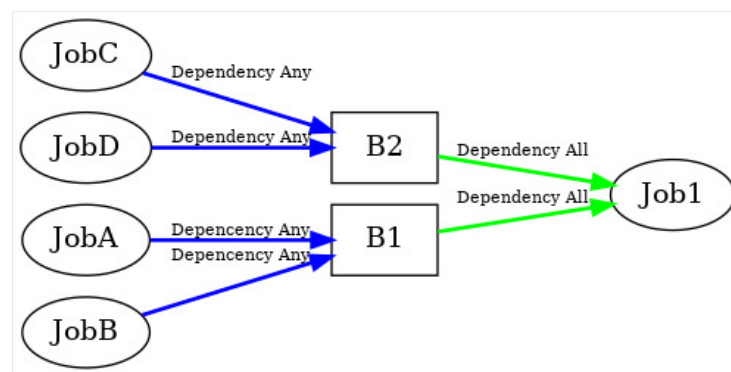 JobC
Dependency Any
JobD
Dependency Any
B2
Dependency All
Job1
Dependency All
JobA
Depencency Any
B1
Depencency Any
JobB